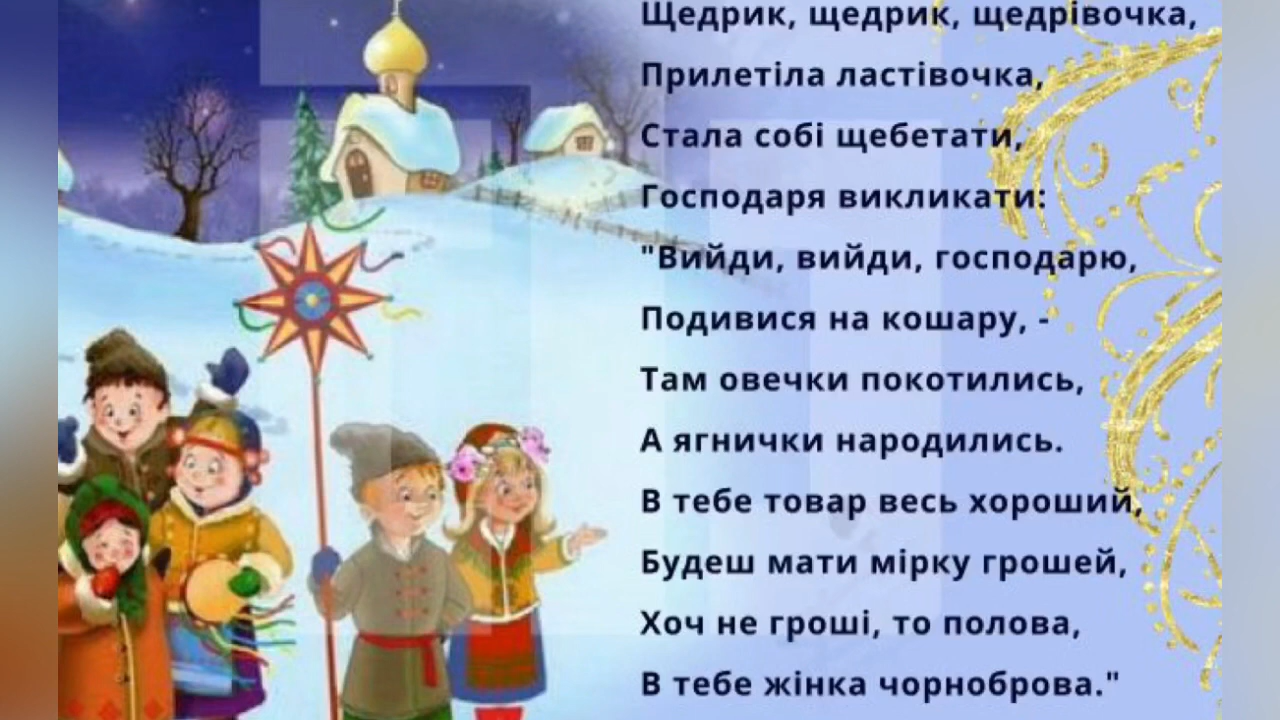 Щедрик, щедрик, щедрівочка,
Прилетіла ластівочка,
Стала собі щебетати,
Господаря викликати:
"Вийди, вийди, господарю,
Подивися на кошару, -
Там овечки покотились,
А ягнички народились.
В тебе товар весь хороший,
Будеш мати мірку грошей,
Хоч не гроші, то полова,
В тебе жінка чорноброва."